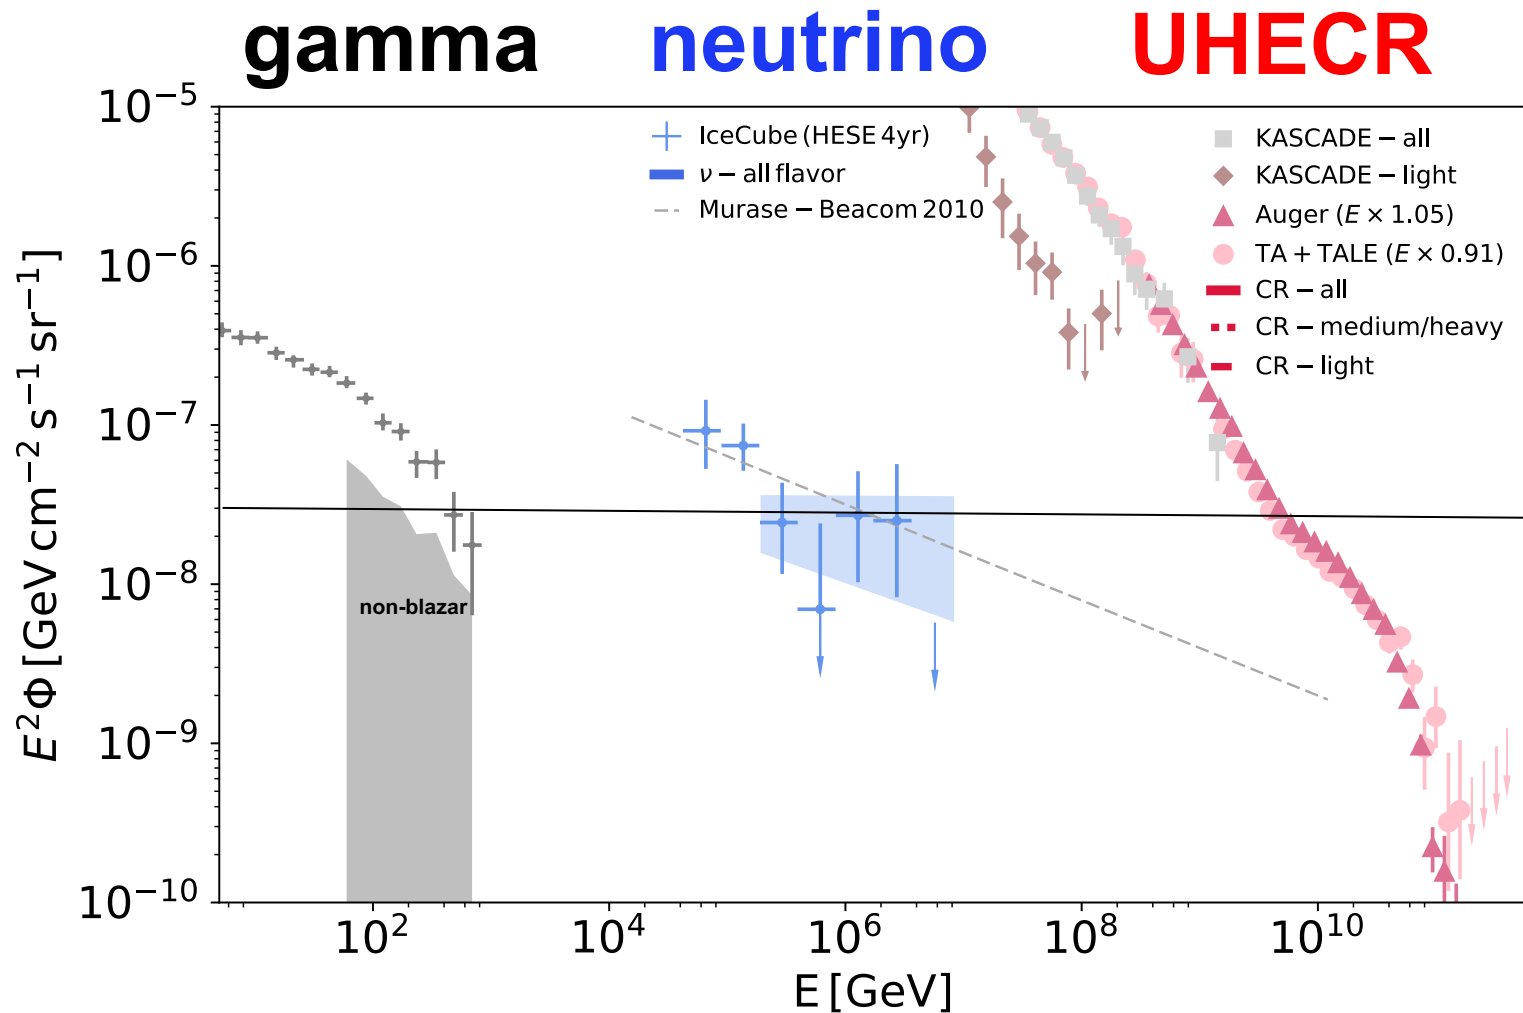 gamma neutrino UHECR
10⁻⁵
10⁻⁶
10⁻⁷
10⁻⁸
10⁻⁹
10⁻¹⁰
E²Φ [GeV cm⁻² s⁻¹ sr⁻¹]
IceCube (HESE 4yr)
ν − all flavor
Murase − Beacom 2010
KASCADE − all
KASCADE − light
Auger (E × 1.05)
TA + TALE (E × 0.91)
CR − all
CR − medium/heavy
CR − light
non-blazar
10² 10⁴ 10⁶ 10⁸ 10¹⁰
E [GeV]